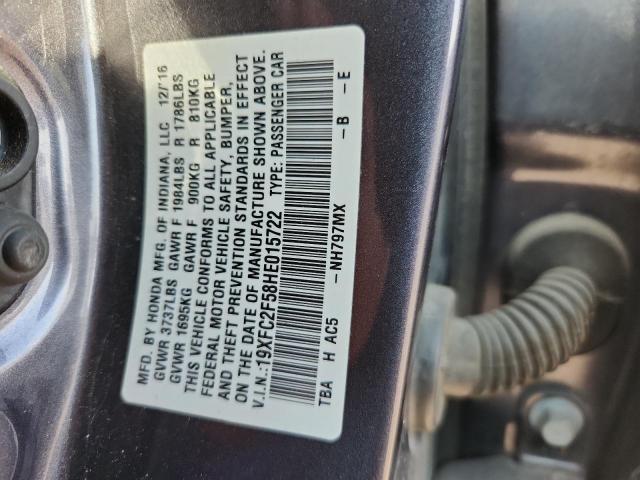 MFD. BY HONDA MFG. OF INDIANA, LLC 12/'16
GVWR 3737LBS GAWR F 1984LBS R 1786LBS
GVWR 1695KG GAWR F 900KG R 810KG
THIS VEHICLE CONFORMS TO ALL APPLICABLE
FEDERAL MOTOR VEHICLE SAFETY, BUMPER,
AND THEFT PREVENTION STANDARDS IN EFFECT
ON THE DATE OF MANUFACTURE SHOWN ABOVE.
V.I.N.:19XFC2F58HE015722 TYPE: PASSENGER CAR
TBA H AC5 -NH797MX -B -E